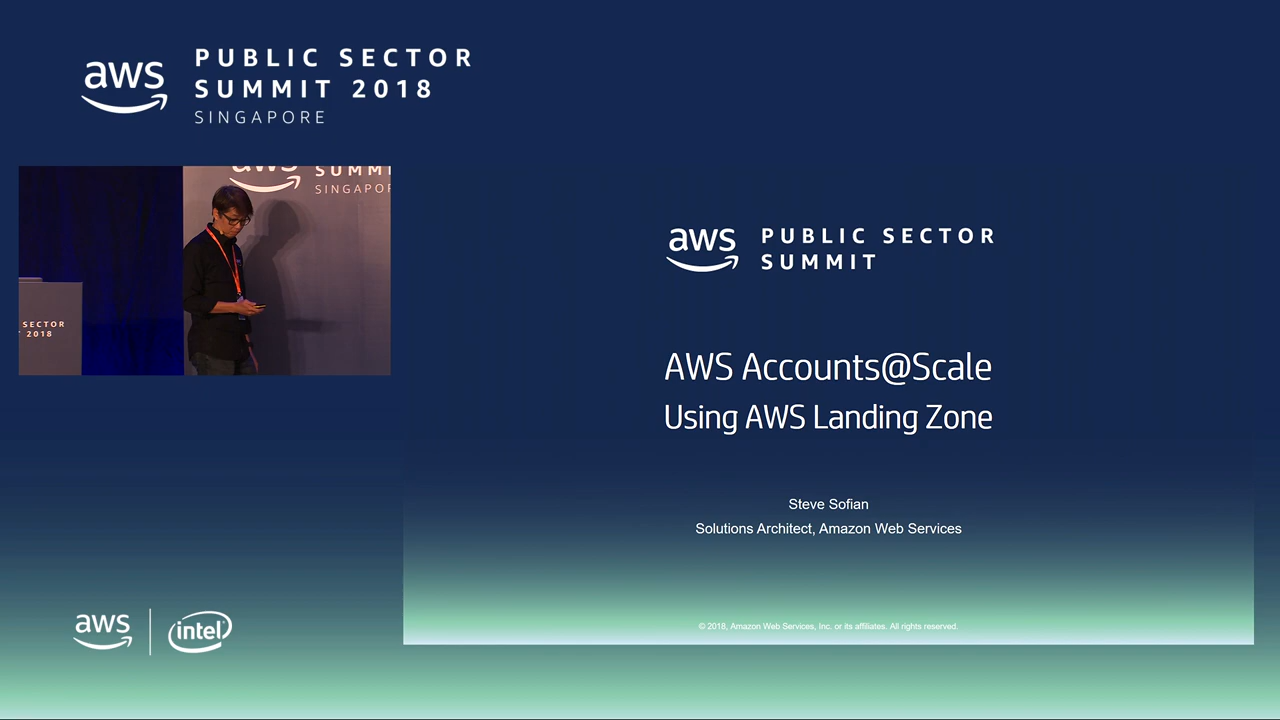 aws
PUBLIC SECTOR
SUMMIT 2018
SINGAPORE
aws
SUMMI
SINGAPOR
SECTOR
2018
aws
PUBLIC SECTOR
SUMMIT
AWS Accounts@Scale
Using AWS Landing Zone
Steve Sofian
Solutions Architect, Amazon Web Services
© 2018, Amazon Web Services, Inc. or its affiliates. All rights reserved.
aws
intel